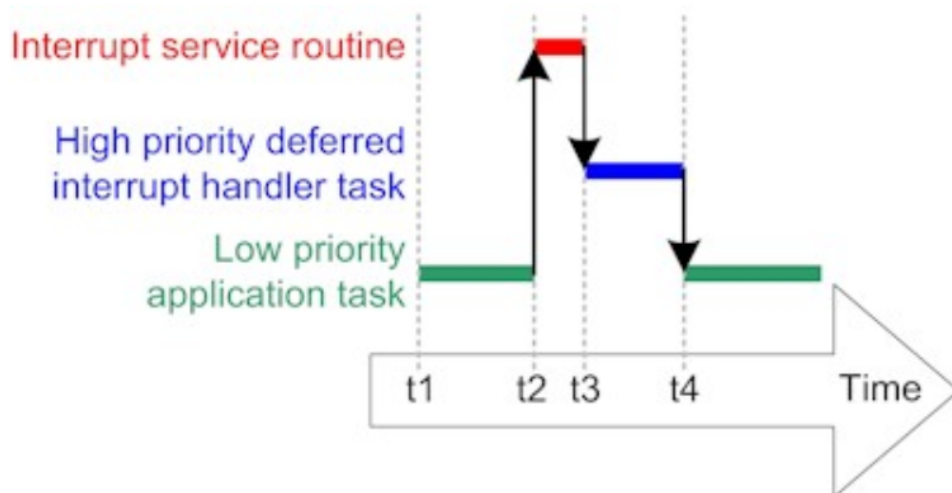 Interrupt service routine
High priority deferred
interrupt handler task
Low priority
application task
t1 t2 t3 t4 Time